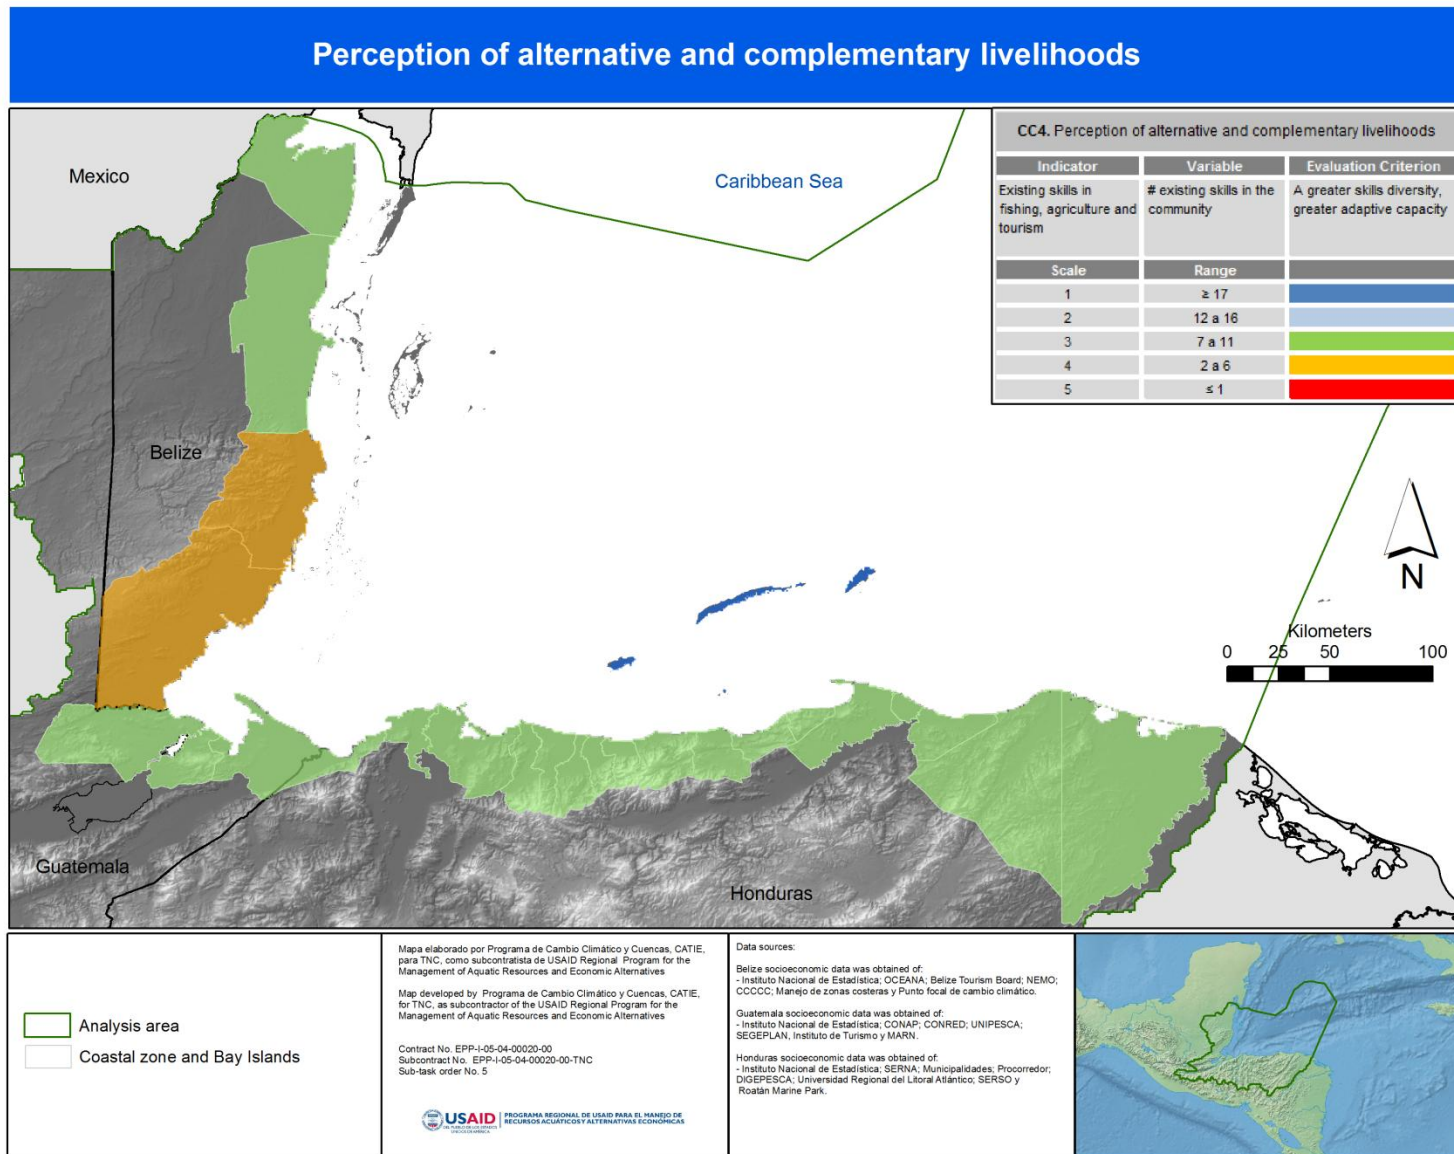 Perception of alternative and complementary livelihoods
Mexico
Caribbean Sea
CC4. Perception of alternative and complementary livelihoods
Indicator Variable Evaluation Criterion
Existing skills in fishing, agriculture and tourism
# existing skills in the community
A greater skills diversity, greater adaptive capacity
Scale Range
1 ≥ 17
2 12 a 16
3 7 a 11
4 2 a 6
5 ≤ 1
Belize
N
Kilometers
0 25 50 100
Guatemala
Honduras
Analysis area
Coastal zone and Bay Islands
Mapa elaborado por Programa de Cambio Climático y Cuencas, CATIE,
para TNC, como subcontratista de USAID Regional Program for the
Management of Aquatic Resources and Economic Alternatives
Map developed by Programa de Cambio Climático y Cuencas, CATIE,
for TNC, as subcontractor of the USAID Regional Program for the
Management of Aquatic Resources and Economic Alternatives
Contract No. EPP-I-05-04-00020-00
Subcontract No. EPP-I-05-04-00020-00-TNC
Sub-task order No. 5
USAID
DEL PUEBLO DE LOS ESTADOS
UNIDOS DE AMÉRICA
PROGRAMA REGIONAL DE USAID PARA EL MANEJO DE
RECURSOS ACUÁTICOS Y ALTERNATIVAS ECONÓMICAS
Data sources:
Belize socioeconomic data was obtained of:
- Instituto Nacional de Estadística; OCEANA; Belize Tourism Board; NEMO;
CCCCC; Manejo de zonas costeras y Punto focal de cambio climático.
Guatemala socioeconomic data was obtained of:
- Instituto Nacional de Estadística; CONAP; CONRED; UNIPESCA;
SEGEPLAN, Instituto de Turismo y MARN.
Honduras socioeconomic data was obtained of:
- Instituto Nacional de Estadística; SERNA; Municipalidades; Procorredor;
DIGEPESCA; Universidad Regional del Litoral Atlántico; SERSO y
Roatán Marine Park.